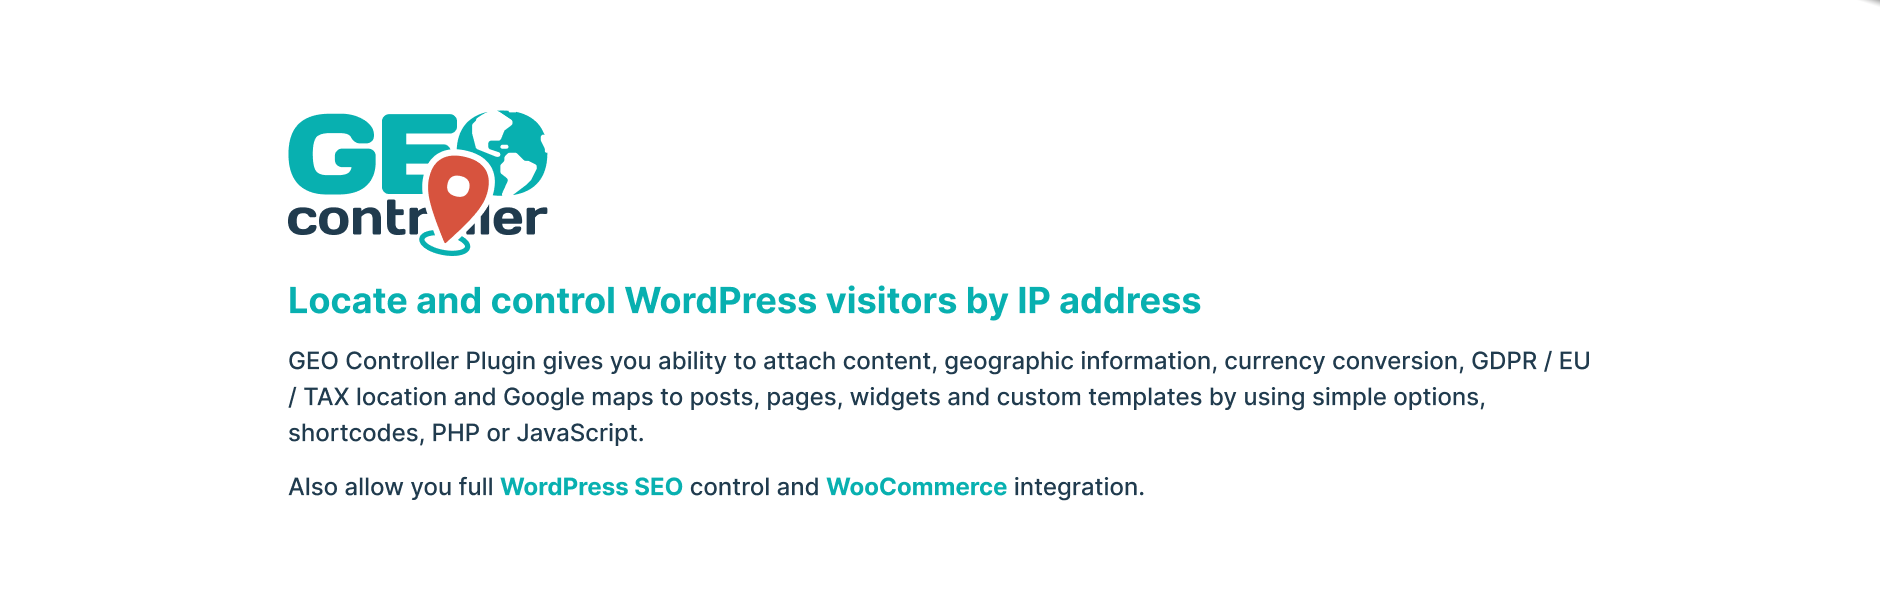 GEO
controller
Locate and control WordPress visitors by IP address
GEO Controller Plugin gives you ability to attach content, geographic information, currency conversion, GDPR / EU
/ TAX location and Google maps to posts, pages, widgets and custom templates by using simple options,
shortcodes, PHP or JavaScript.
Also allow you full WordPress SEO control and WooCommerce integration.